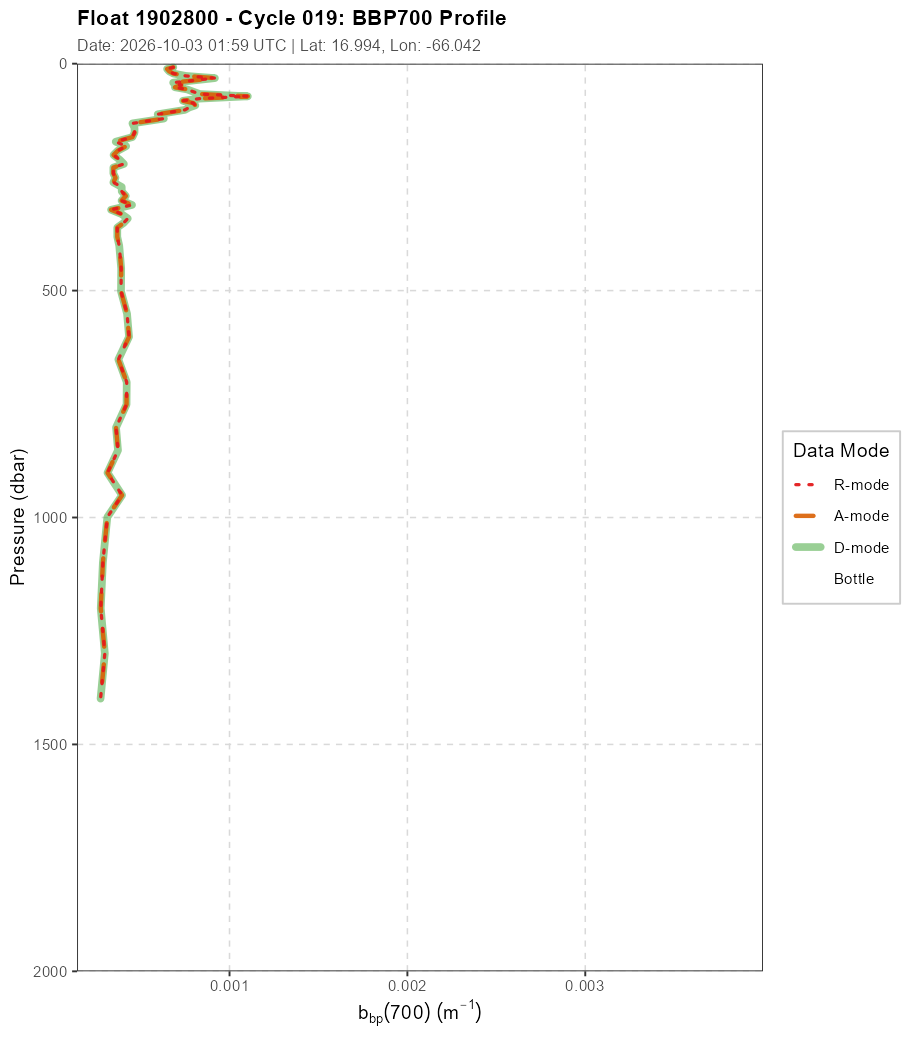 Float 1902800 - Cycle 019: BBP700 Profile
Date: 2026-10-03 01:59 UTC | Lat: 16.994, Lon: -66.042
0
500
1000
1500
2000
Pressure (dbar)
0.001
0.002
0.003
b_bp(700) (m⁻¹)
Data Mode
R-mode
A-mode
D-mode
Bottle